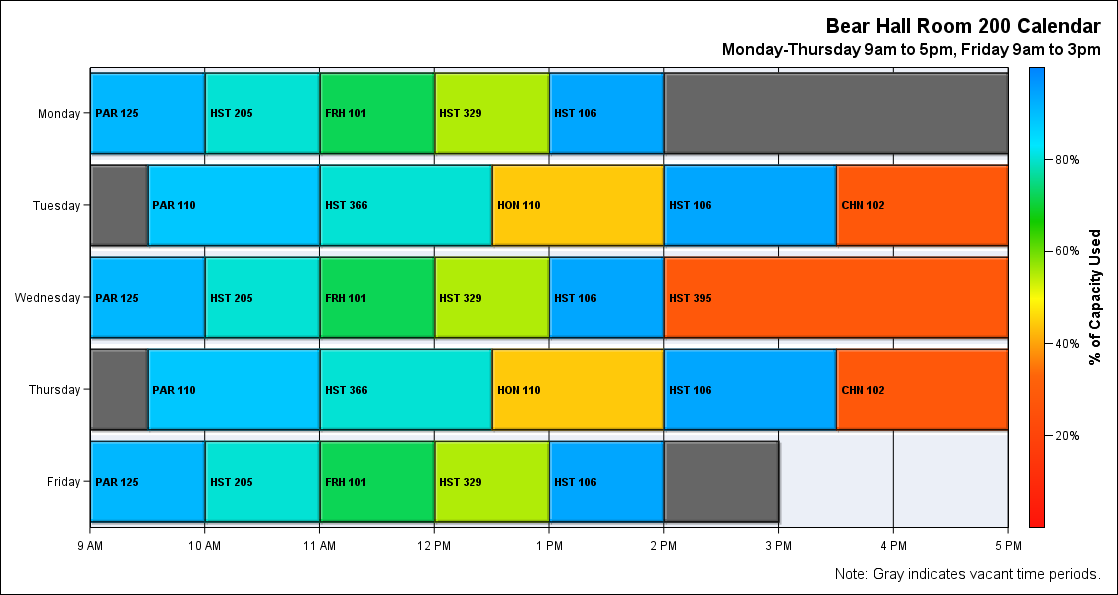 Bear Hall Room 200 Calendar
Monday-Thursday 9am to 5pm, Friday 9am to 3pm
Monday PAR 125 HST 205 FRH 101 HST 329 HST 106
80%
Tuesday PAR 110 HST 366 HON 110 HST 106 CHN 102
60%
Wednesday PAR 125 HST 205 FRH 101 HST 329 HST 106 HST 395
% of Capacity Used
40%
Thursday PAR 110 HST 366 HON 110 HST 106 CHN 102
20%
Friday PAR 125 HST 205 FRH 101 HST 329 HST 106
9 AM 10 AM 11 AM 12 PM 1 PM 2 PM 3 PM 4 PM 5 PM
Note: Gray indicates vacant time periods.